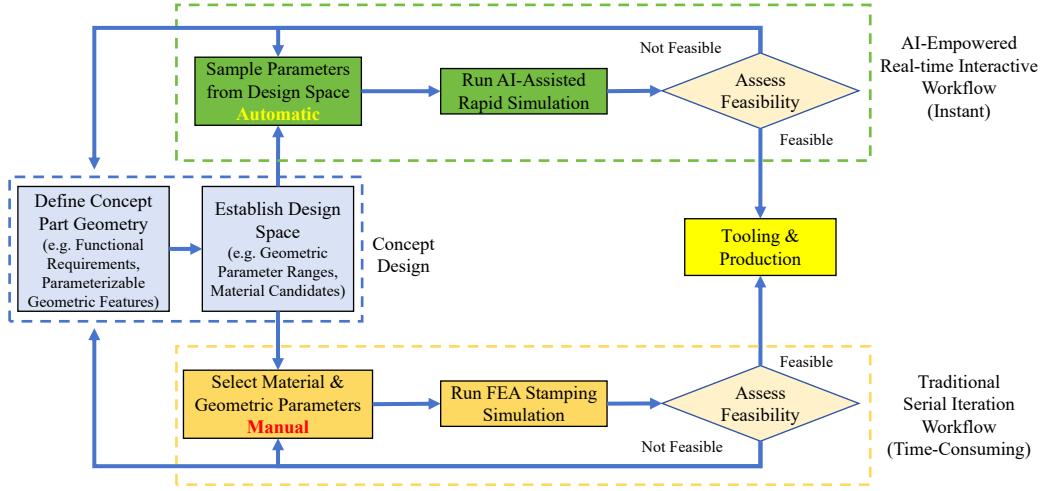 Not Feasible
Sample Parameters
from Design Space
Automatic
Run AI-Assisted
Rapid Simulation
Assess
Feasibility
Feasible
AI-Empowered
Real-time Interactive
Workflow
(Instant)
Define Concept
Part Geometry
(e.g. Functional
Requirements,
Parameterizable
Geometric Features)
Establish Design
Space
(e.g. Geometric
Parameter Ranges,
Material Candidates)
Concept
Design
Tooling &
Production
Select Material &
Geometric Parameters
Manual
Run FEA Stamping
Simulation
Feasible
Assess
Feasibility
Not Feasible
Traditional
Serial Iteration
Workflow
(Time-Consuming)